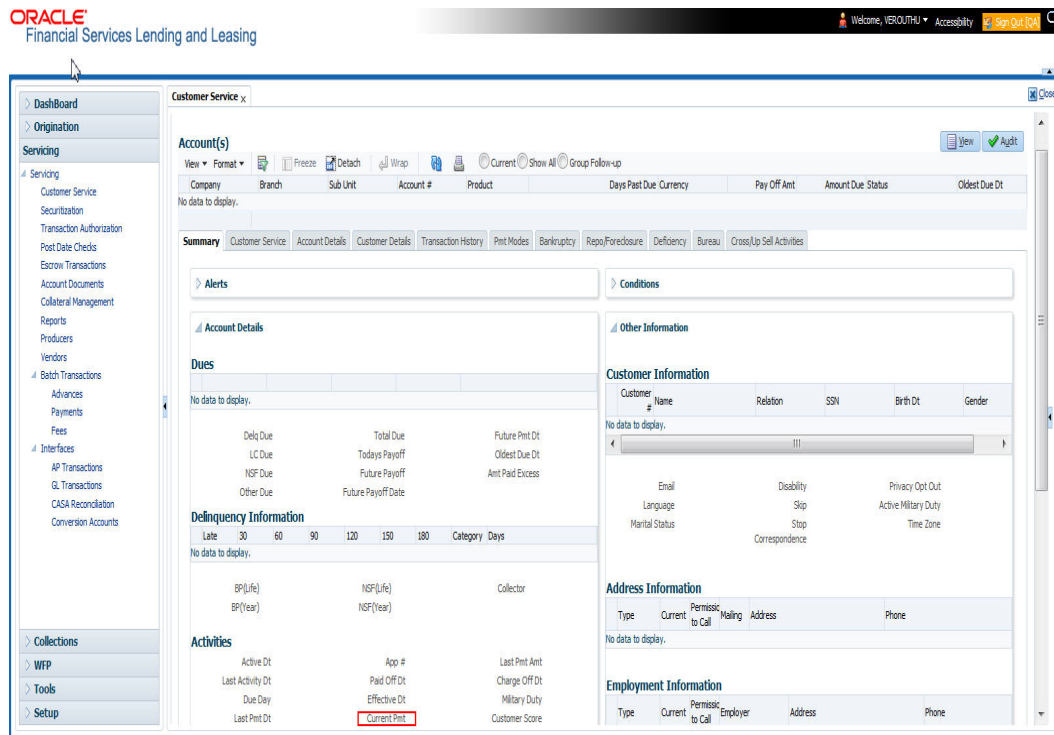 ORACLE'
Financial Services Lending and Leasing
Welcome, VEROUTHU
Accessibility
Sign Out [QA]
Close
DashBoard
Origination
Servicing
Servicing
Customer Service
Securitization
Transaction Authorization
Post Date Checks
Escrow Transactions
Account Documents
Collateral Management
Reports
Producers
Vendors
Batch Transactions
Advances
Payments
Fees
Interfaces
AP Transactions
GL Transactions
CASA Reconciliation
Conversion Accounts
Collections
WFP
Tools
Setup
Customer Service X
Account(s)
View Audit
View Format Freeze Detach Wrap Current Show All Group Follow-up
Company Branch Sub Unit Account # Product Days Past Due Currency Pay Off Amt Amount Due Status Oldest Due Dt
No data to display.
Summary Customer Service Account Details Customer Details Transaction History Pmt Modes Bankruptcy Repo/Foreclosure Deficiency Bureau Cross/Up Sell Activities
Alerts
Account Details
Dues
No data to display.
Delq Due Total Due Future Pmt Dt
LC Due Todays Payoff Oldest Due Dt
NSF Due Future Payoff Amt Paid Excess
Other Due Future Payoff Date
Delinquency Information
Late 30 60 90 120 150 180 Category Days
No data to display.
BP(Life) NSF(Life) Collector
BP(Year) NSF(Year)
Activities
Active Dt App # Last Pmt Amt
Last Activity Dt Paid Off Dt Charge Off Dt
Due Day Effective Dt Military Duty
Last Pmt Dt Current Pmt Customer Score
Conditions
Other Information
Customer Information
Customer # Name Relation SSN Birth Dt Gender
No data to display.
Email Disability Privacy Opt Out
Language Skip Active Military Duty
Marital Status Stop Correspondence Time Zone
Address Information
Type Current Permissic to Call Mailing Address Phone
No data to display.
Employment Information
Type Current Permissic to Call Employer Address Phone